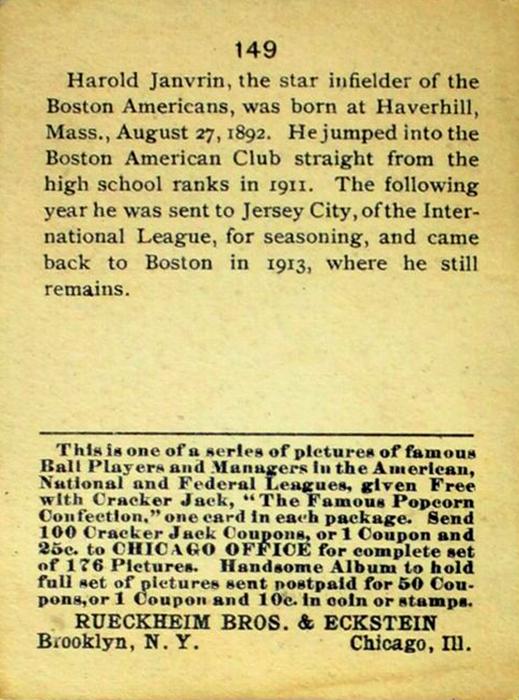 149
Harold Janvrin, the star infielder of the
Boston Americans, was born at Haverhill,
Mass., August 27, 1892. He jumped into the
Boston American Club straight from the
high school ranks in 1911. The following
year he was sent to Jersey City, of the Inter-
national League, for seasoning, and came
back to Boston in 1913, where he still
remains.
This is one of a series of pictures of famous
Ball Players and Managers in the American,
National and Federal Leagues, given Free
with Cracker Jack, "The Famous Popcorn
Confection," one card in each package. Send
100 Cracker Jack Coupons, or 1 Coupon and
25c. to CHICAGO OFFICE for complete set
of 176 Pictures. Handsome Album to hold
full set of pictures sent postpaid for 50 Cou-
pons, or 1 Coupon and 10c. in coin or stamps.
RUECKHEIM BROS. & ECKSTEIN
Brooklyn, N. Y. Chicago, Ill.